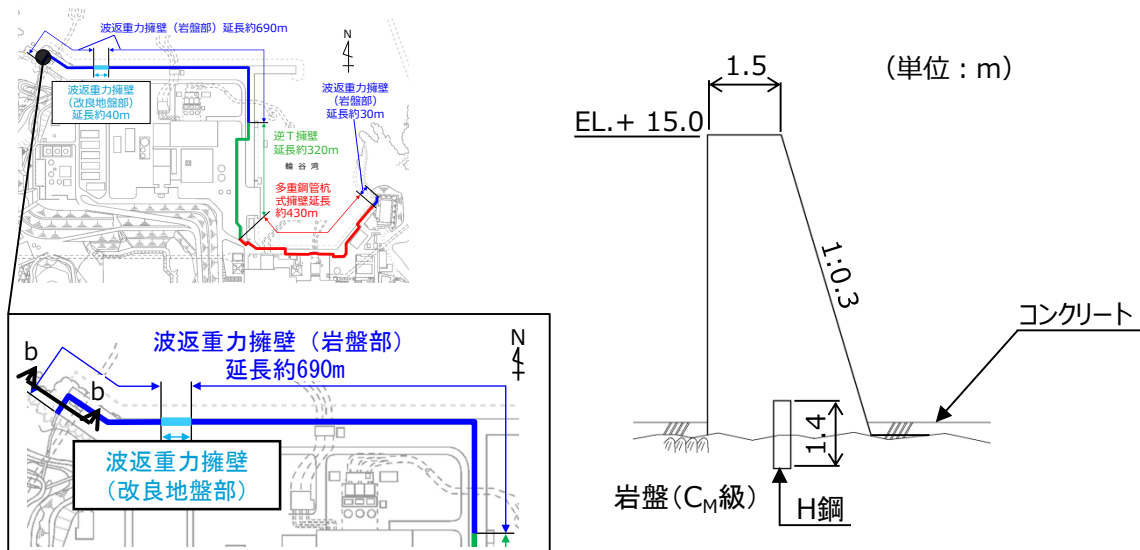 波返重力擁壁（岩盤部）延長約690m
N
波返重力擁壁
（改良地盤部）
延長約40m
波返重力擁壁
（岩盤部）
延長約30m
逆T擁壁
延長約320m
輪谷湾
多重鋼管杭
式擁壁延長
約430m
波返重力擁壁（岩盤部）
延長約690m
N
b
b
波返重力擁壁
（改良地盤部）
（単位：m）
1.5
EL.+ 15.0
1:0.3
コンクリート
1.4
岩盤（CM級）
H鋼